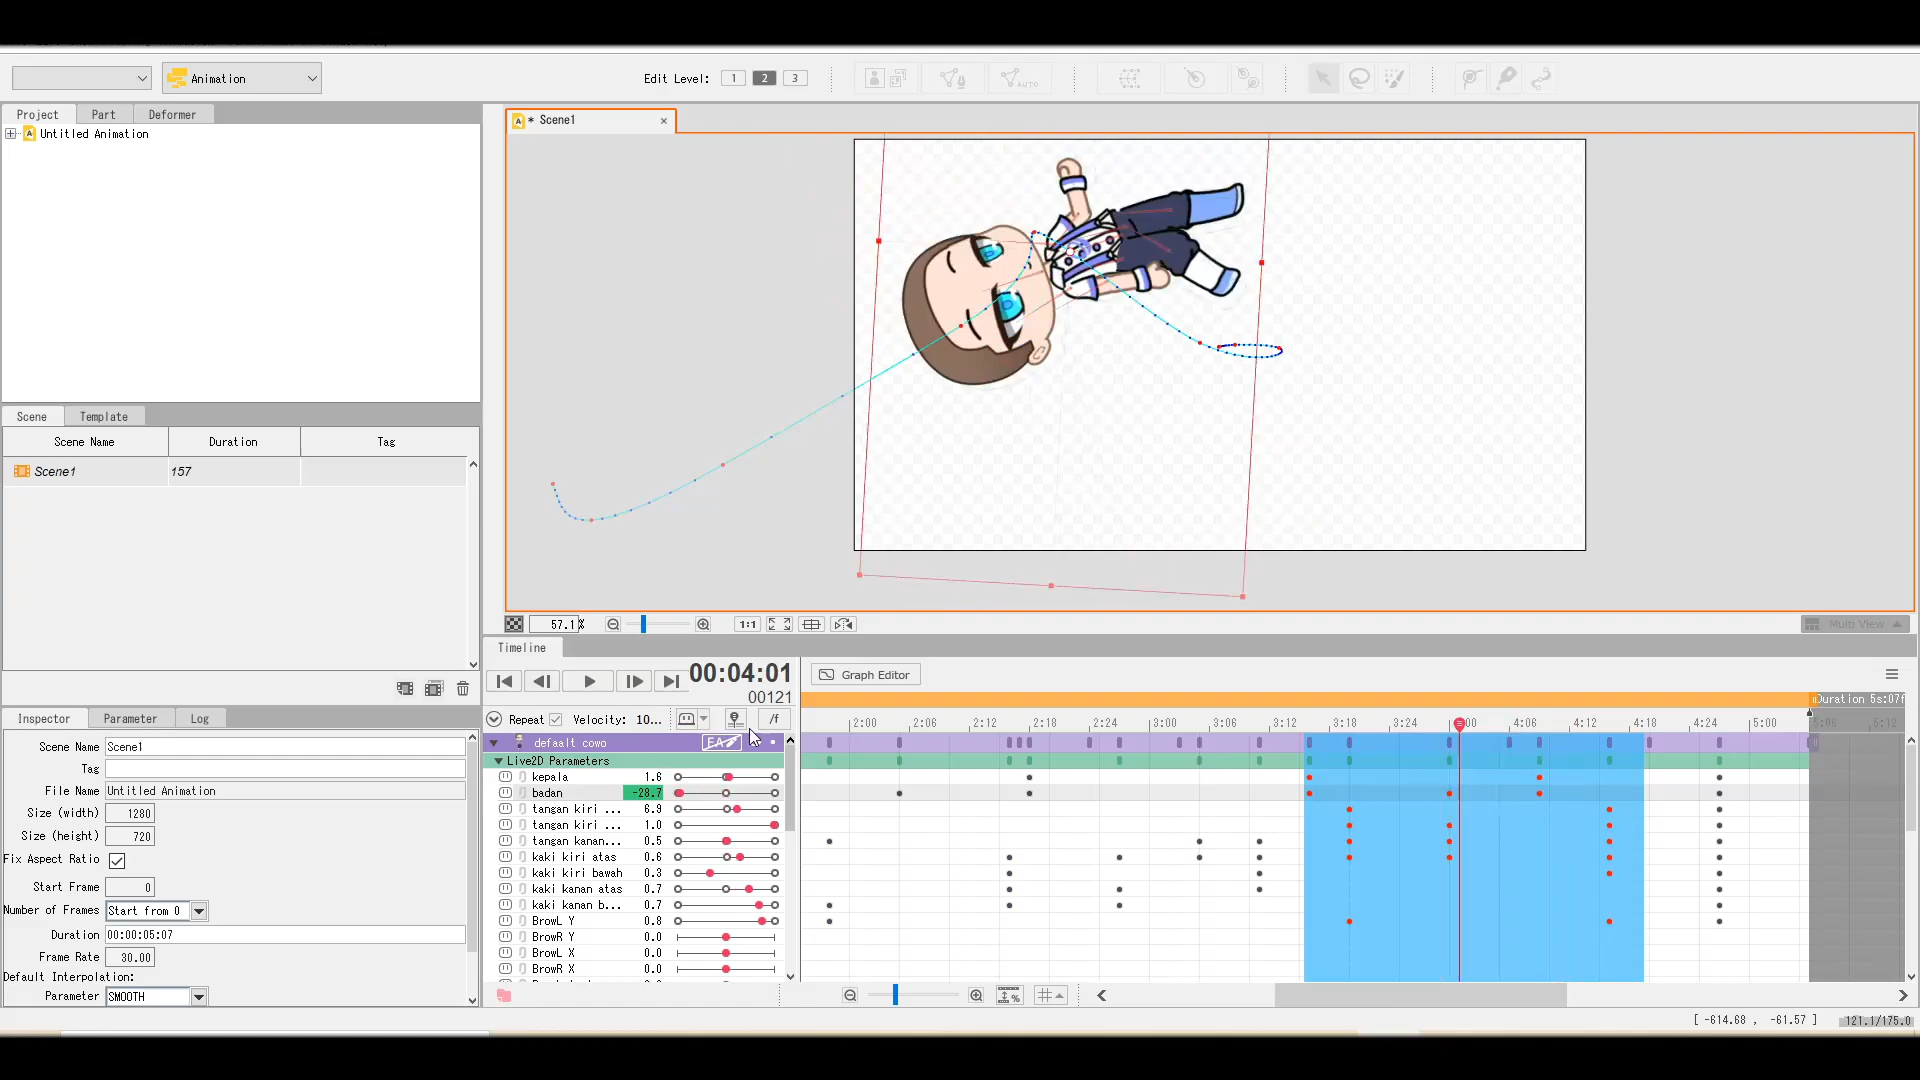 Animation
Edit Level: 1 2 3
AUTO
Project Part Deformer
Untitled Animation
* Scene1
Scene Template
Scene Name Duration Tag
Scene1 157
57.1% 1:1 Multi View
Timeline
00:04:01
00121
Graph Editor
Duration 5s:07f
Inspector Parameter Log
Repeat Velocity: 10... /f
2:00 2:06 2:12 2:18 2:24 3:00 3:06 3:12 3:18 3:24 4:06 4:12 4:18 5:00 5:06 6:12
Scene Name Scene1
Tag
File Name Untitled Animation
Size (width) 1280
Size (height) 720
Fix Aspect Ratio
Start Frame 0
Number of Frames Start from 0
Duration 00:00:05:07
Frame Rate 30.00
Default Interpolation:
Parameter SMOOTH
defaalt cowo EA
Live2D Parameters
kepala 1.6
badan -28.7
tangan kiri ... 6.9
tangan kiri ... 1.0
tangan kanan... 0.5
kaki kiri atas 0.6
kaki kiri bawah 0.3
kaki kanan atas 0.7
kaki kanan b... 0.7
BrowL Y 0.8
BrowR Y 0.0
BrowL X 0.0
BrowR X 0.0
[ -614.68 , -61.57 ] 121.1/175.0